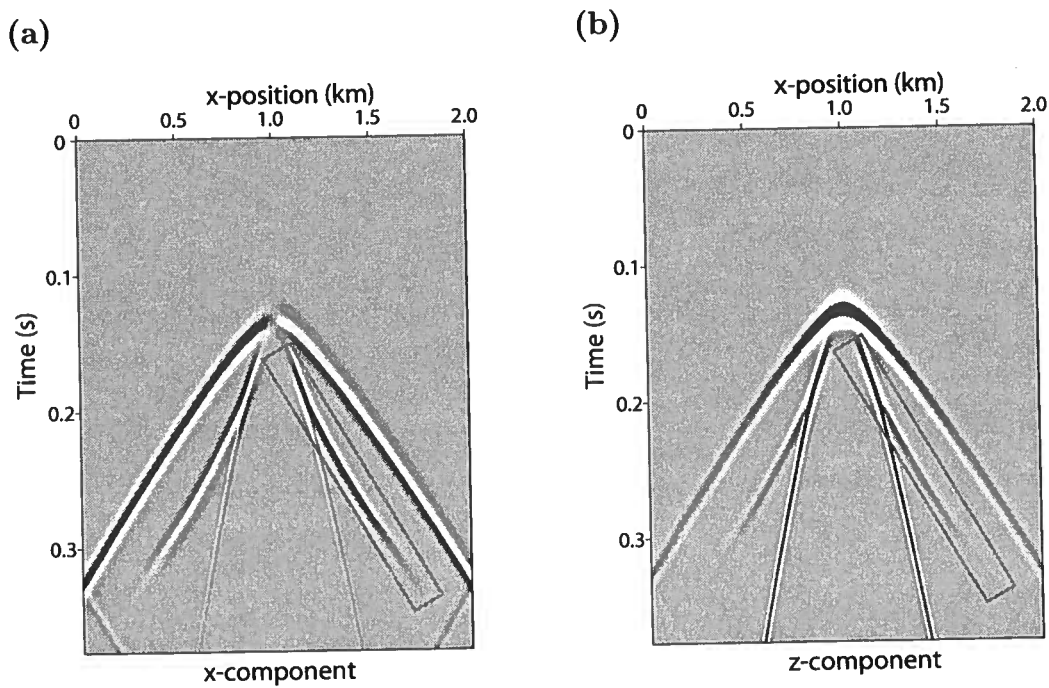 (a)
x-position (km)
0 0.5 1.0 1.5 2.0
0
0.1
0.2
0.3
Time (s)
x-component
(b)
x-position (km)
0 0.5 1.0 1.5 2.0
0
0.1
0.2
0.3
Time (s)
z-component